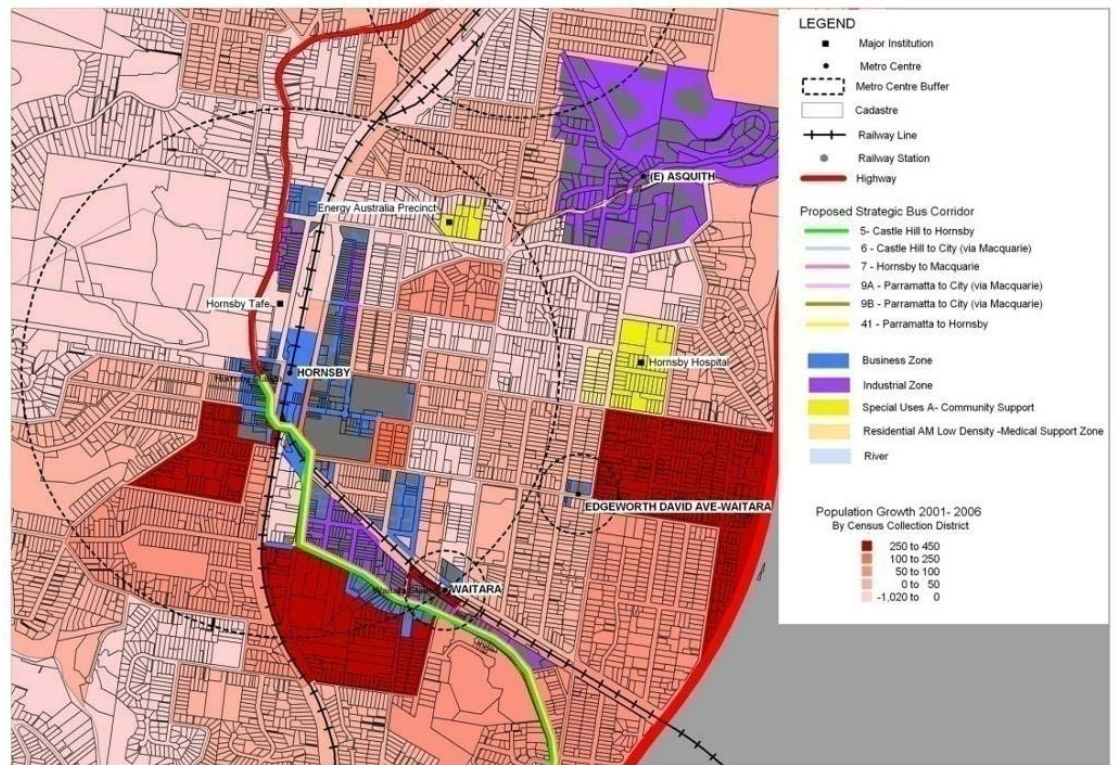 LEGEND
Major Institution
Metro Centre
Metro Centre Buffer
Cadastre
Railway Line
Railway Station
Highway
Proposed Strategic Bus Corridor
5- Castle Hill to Hornsby
6 - Castle Hill to City (via Macquarie)
7 - Hornsby to Macquarie
9A - Parramatta to City (via Macquarie)
9B - Parramatta to City (via Macquarie)
41 - Parramatta to Hornsby
Business Zone
Industrial Zone
Special Uses A- Community Support
Residential AM Low Density -Medical Support Zone
River
Population Growth 2001- 2006
By Census Collection District
250 to 450
100 to 250
50 to 100
0 to 50
-1,020 to 0
(E) ASQUITH
Energy Australia Precinct
Hornsby Tafe
Hornsby Hospital
HORNSBY
EDGEWORTH DAVID AVE-WAITARA
WAITARA